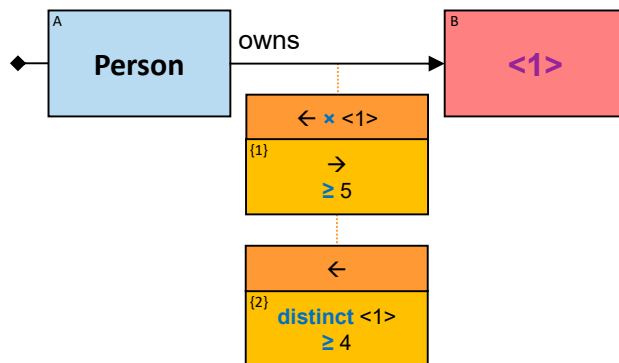 A
Person
owns
B
<1>
← × <1>
{1}
→
≥ 5
←
{2}
distinct <1>
≥ 4